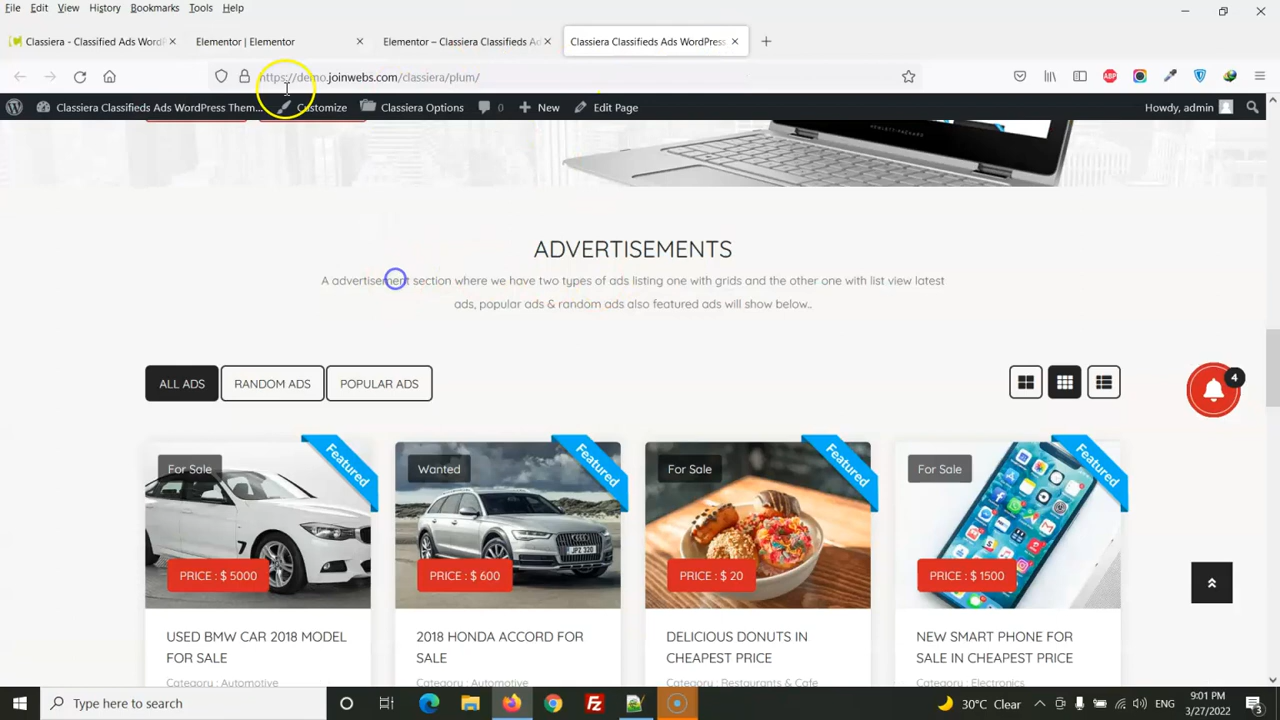 File Edit View History Bookmarks Tools Help
Classiera - Classified Ads WordP
Elementor | Elementor
Elementor – Classiera Classifieds Ad
Classiera Classifieds Ads WordPress
https://demo.joinwebs.com/classiera/plum/
ABP
Classiera Classifieds Ads WordPress Them... Customize Classiera Options 0 New Edit Page Howdy, admin
HEWLETT-PACKARD
ADVERTISEMENTS
A advertisement section where we have two types of ads listing one with grids and the other one with list view latest
ads, popular ads & random ads also featured ads will show below..
ALL ADS RANDOM ADS POPULAR ADS
4
For Sale Featured
Wanted Featured
For Sale Featured
For Sale Featured
JPZ 320
PRICE : $ 5000
PRICE : $ 600
PRICE : $ 20
PRICE : $ 1500
USED BMW CAR 2018 MODEL
FOR SALE
2018 HONDA ACCORD FOR
SALE
DELICIOUS DONUTS IN
CHEAPEST PRICE
NEW SMART PHONE FOR
SALE IN CHEAPEST PRICE
Category : Automotive
Category : Automotive
Category : Restaurants & Cafe
Category : Electronics
Type here to search
30°C Clear
ENG
9:01 PM
3/27/2022
3